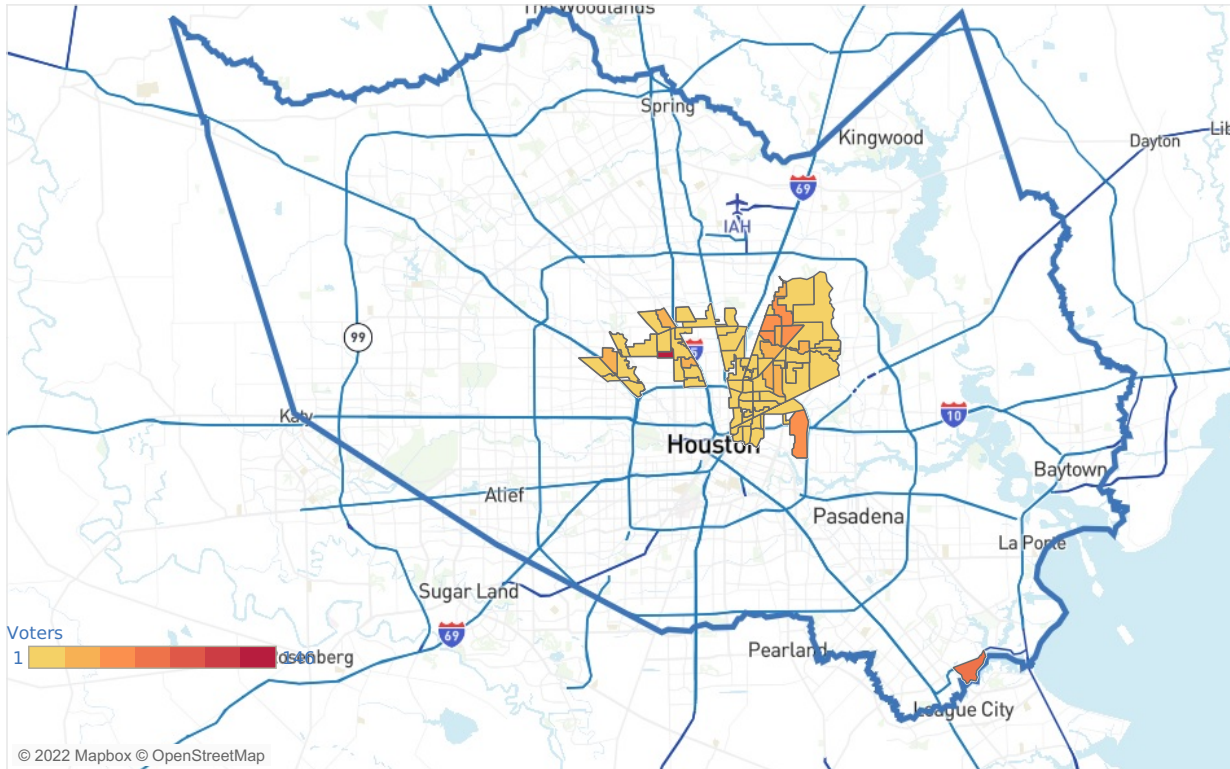 The Woodlands
Spring
Kingwood
Dayton
69
IAH
99
Katy
10
Houston
Baytown
Alief
Pasadena
La Porte
Sugar Land
Voters
69
1
Pearland
League City
© 2022 Mapbox © OpenStreetMap